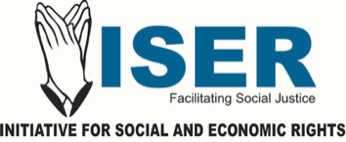 ISER
Facilitating Social Justice
INITIATIVE FOR SOCIAL AND ECONOMIC RIGHTS